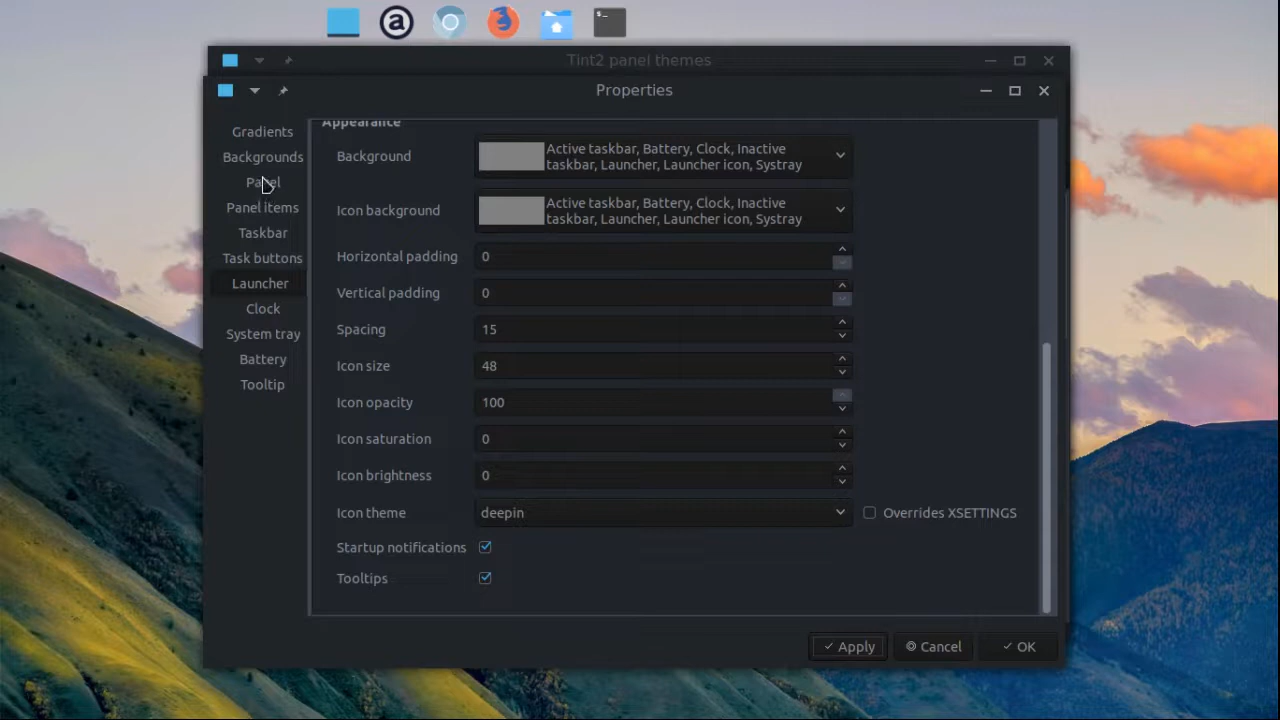 Tint2 panel themes
Properties
Gradients
Backgrounds
Panel
Panel items
Taskbar
Task buttons
Launcher
Clock
System tray
Battery
Tooltip
Appearance
Background
Active taskbar, Battery, Clock, Inactive
taskbar, Launcher, Launcher icon, Systray
Icon background
Active taskbar, Battery, Clock, Inactive
taskbar, Launcher, Launcher icon, Systray
Horizontal padding 0
Vertical padding 0
Spacing 15
Icon size 48
Icon opacity 100
Icon saturation 0
Icon brightness 0
Icon theme deepin Overrides XSETTINGS
Startup notifications
Tooltips
Apply Cancel OK